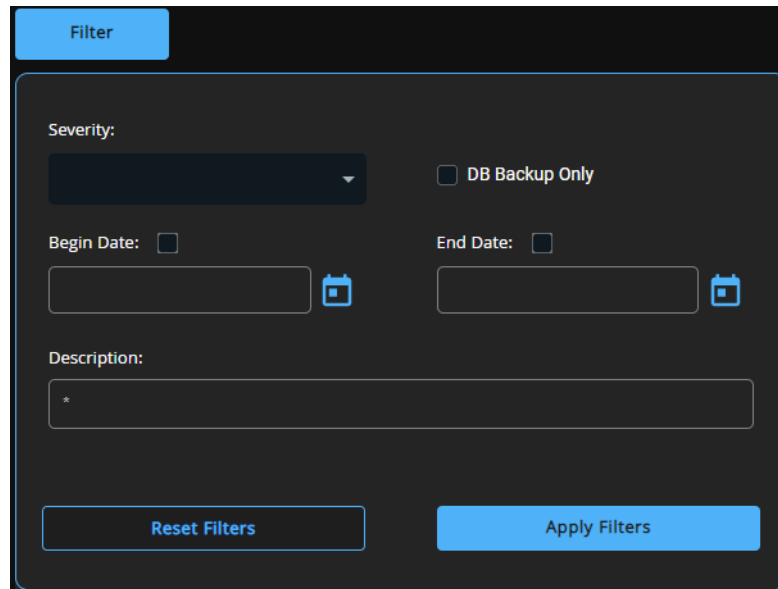 Filter
Severity:
DB Backup Only
Begin Date:
End Date:
Description:
*
Reset Filters
Apply Filters